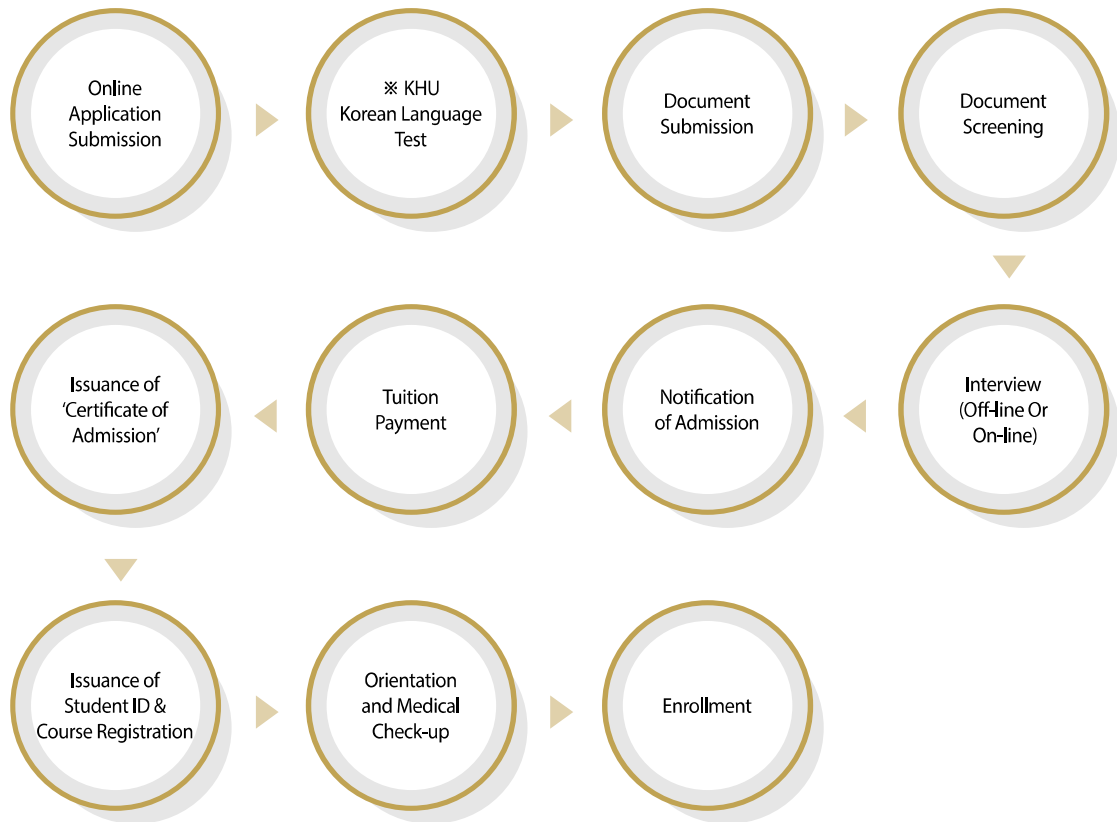 Online
Application
Submission
※ KHU
Korean Language
Test
Document
Submission
Document
Screening
Interview
(Off-line Or
On-line)
Notification
of Admission
Tuition
Payment
Issuance of
‘Certificate of
Admission’
Issuance of
Student ID &
Course Registration
Orientation
and Medical
Check-up
Enrollment